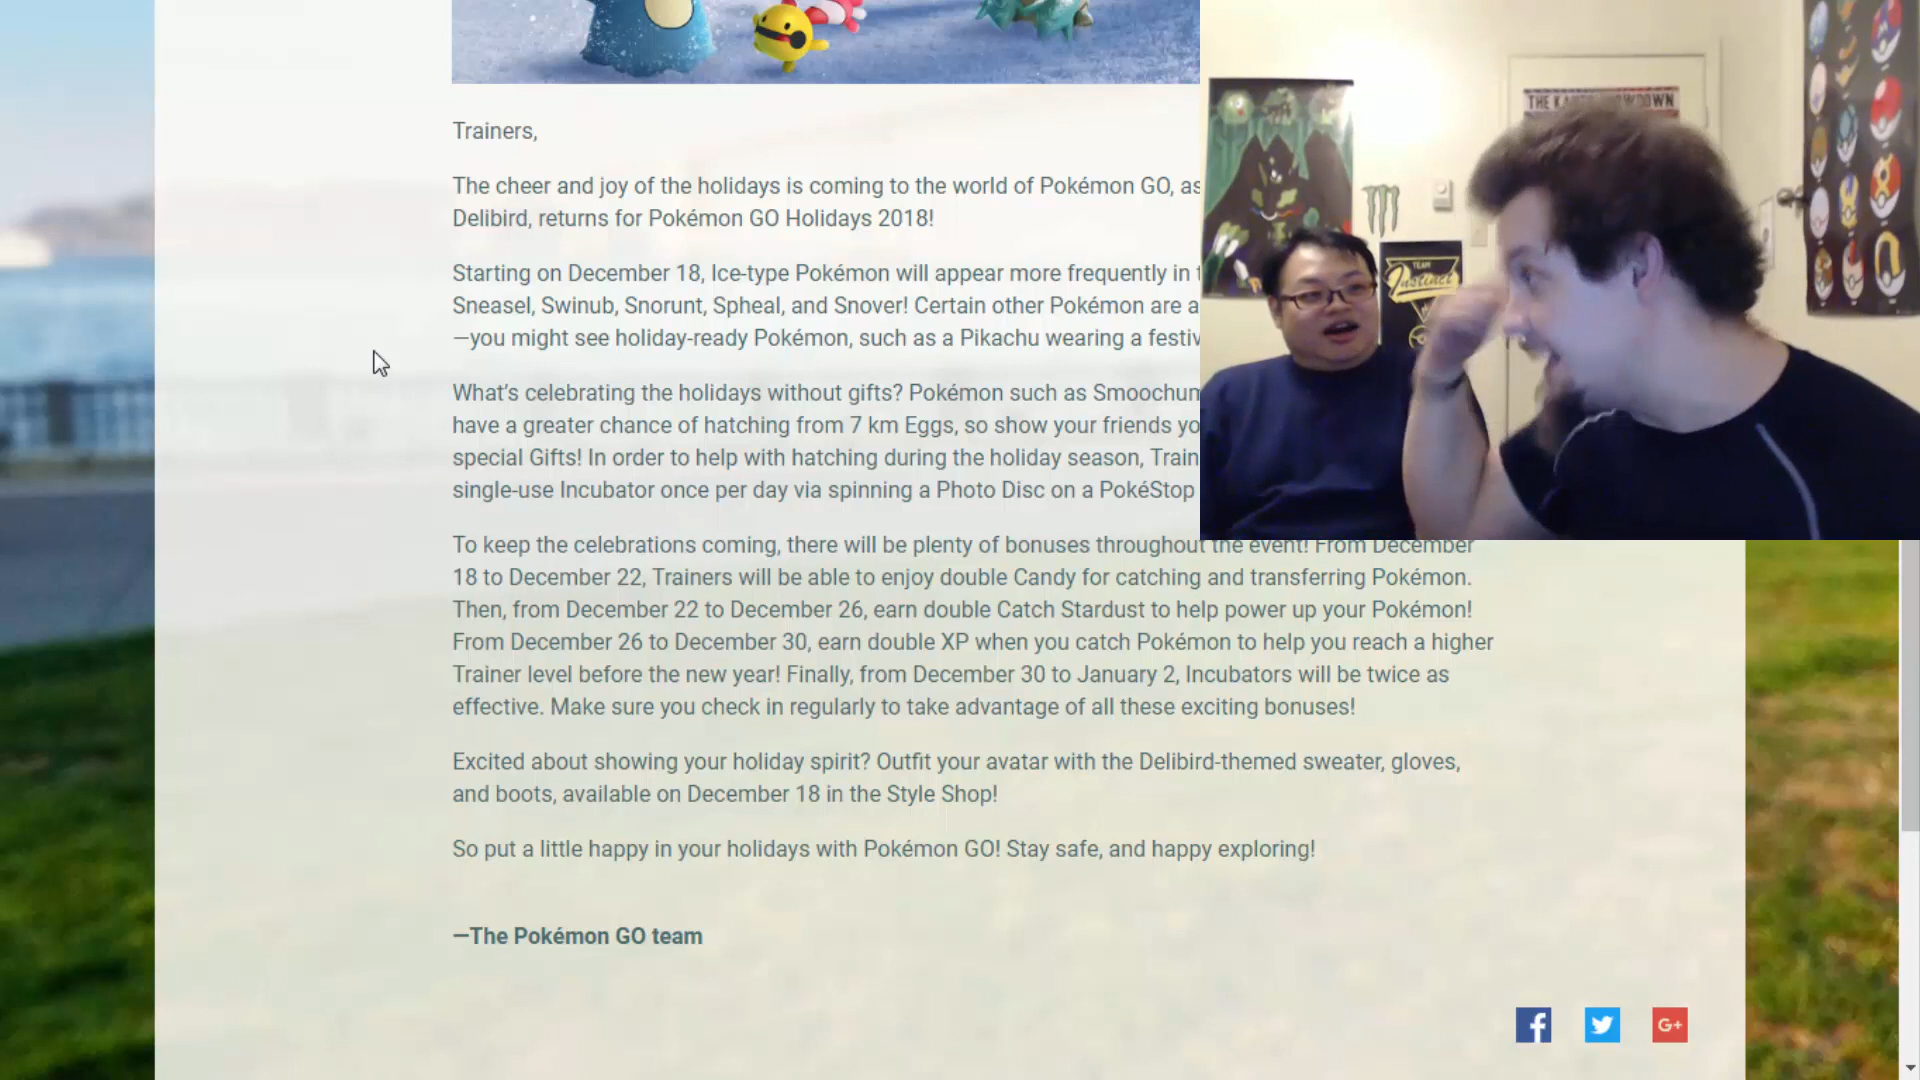 Trainers,
The cheer and joy of the holidays is coming to the world of Pokémon GO, as
Delibird, returns for Pokémon GO Holidays 2018!
Starting on December 18, Ice-type Pokémon will appear more frequently in
Sneasel, Swinub, Snorunt, Spheal, and Snover! Certain other Pokémon are a
—you might see holiday-ready Pokémon, such as a Pikachu wearing a festiv
What's celebrating the holidays without gifts? Pokémon such as Smoochum
have a greater chance of hatching from 7 km Eggs, so show your friends yo
special Gifts! In order to help with hatching during the holiday season, Train
single-use Incubator once per day via spinning a Photo Disc on a PokéStop
To keep the celebrations coming, there will be plenty of bonuses throughout the event! From December
18 to December 22, Trainers will be able to enjoy double Candy for catching and transferring Pokémon.
Then, from December 22 to December 26, earn double Catch Stardust to help power up your Pokémon!
From December 26 to December 30, earn double XP when you catch Pokémon to help you reach a higher
Trainer level before the new year! Finally, from December 30 to January 2, Incubators will be twice as
effective. Make sure you check in regularly to take advantage of all these exciting bonuses!
Excited about showing your holiday spirit? Outfit your avatar with the Delibird-themed sweater, gloves,
and boots, available on December 18 in the Style Shop!
So put a little happy in your holidays with Pokémon GO! Stay safe, and happy exploring!
—The Pokémon GO team
G+
THE
TEAM
Instinct